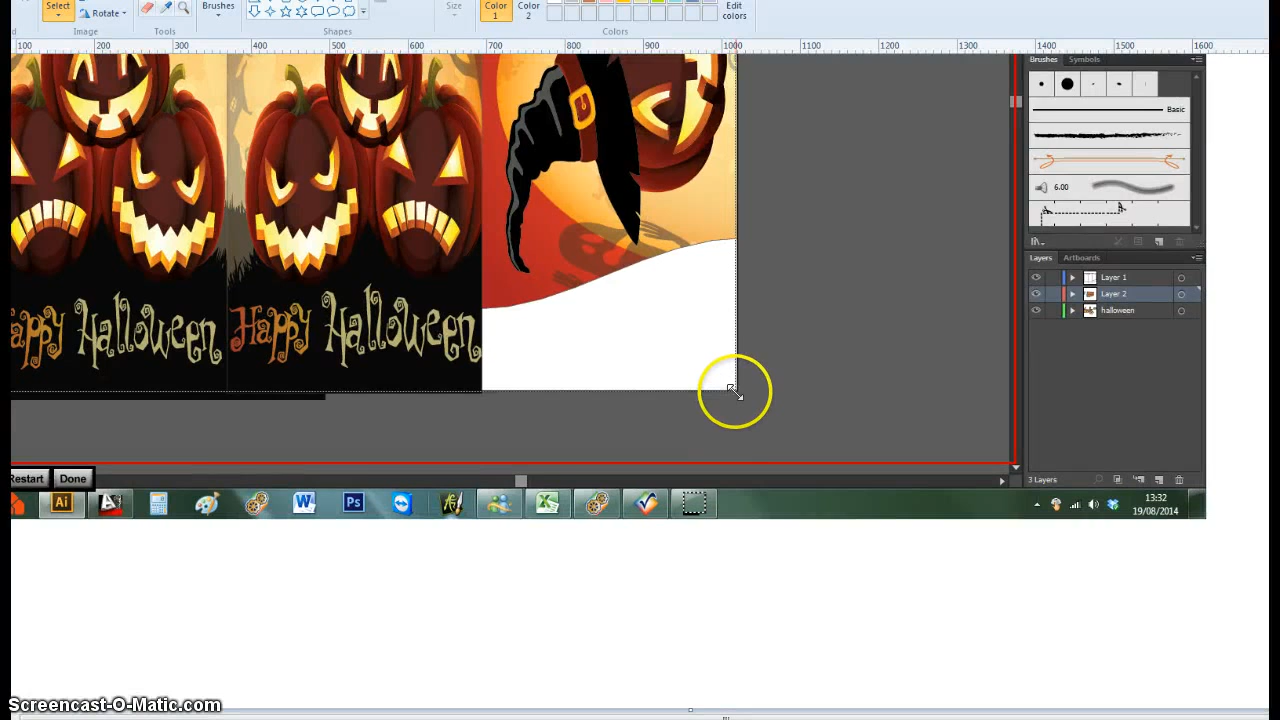 Select
Rotate
Brushes
Size
Color 1
Color 2
Edit colors
Image
Tools
Shapes
Colors
100 200 300 400 500 600 700 800 900 1000 1100 1200 1300 1400 1500 1600
Brushes Symbols
Basic
6.00
Happy Halloween
Happy Halloween
Layers Artboards
Layer 1
Layer 2
halloween
3 Layers
Restart Done
Ai
W
Ps
13:32
19/08/2014
Screencast-O-Matic.com